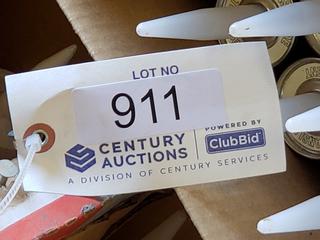 LOT NO
911
CENTURY
AUCTIONS
POWERED BY
ClubBid
A DIVISION OF CENTURY SERVICES